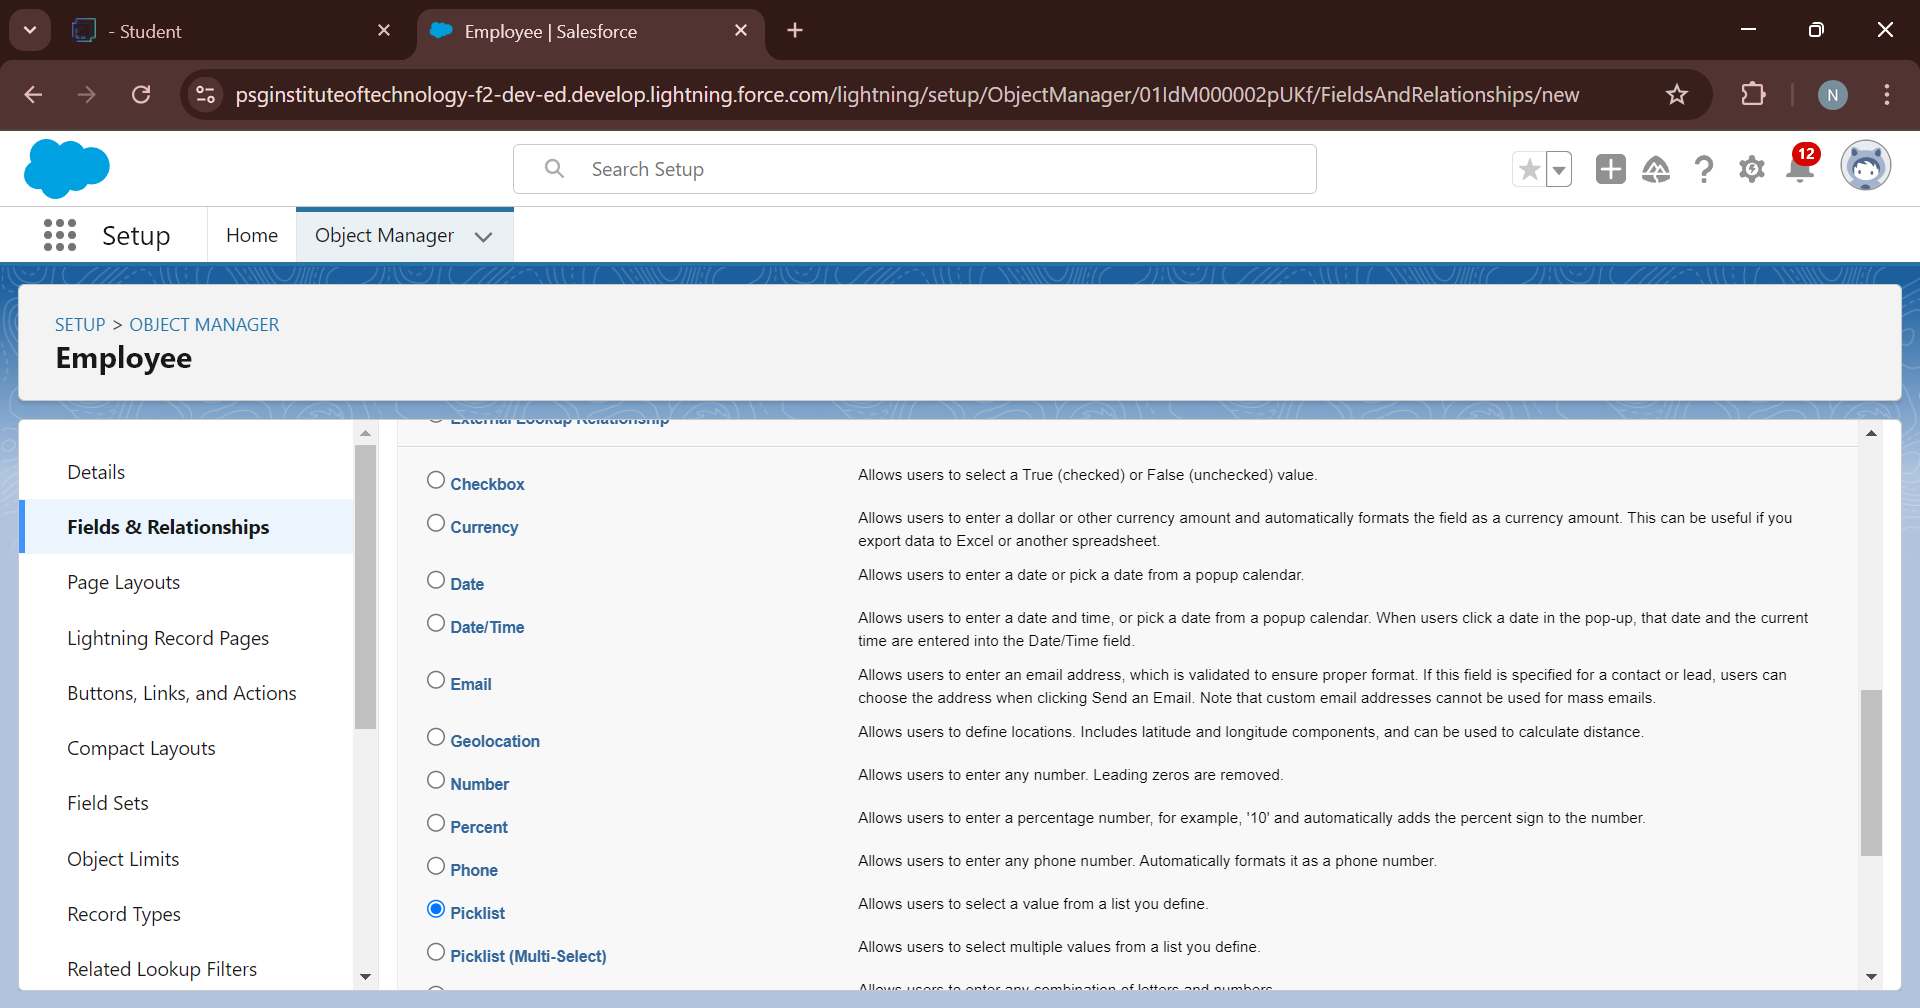 - Student
Employee | Salesforce
psginstituteoftechnology-f2-dev-ed.develop.lightning.force.com/lightning/setup/ObjectManager/01IdM000002pUKf/FieldsAndRelationships/new
N
Search Setup
12
Setup
Home
Object Manager
SETUP > OBJECT MANAGER
Employee
Details
Fields & Relationships
Page Layouts
Lightning Record Pages
Buttons, Links, and Actions
Compact Layouts
Field Sets
Object Limits
Record Types
Related Lookup Filters
External Lookup Relationship
Checkbox
Allows users to select a True (checked) or False (unchecked) value.
Currency
Allows users to enter a dollar or other currency amount and automatically formats the field as a currency amount. This can be useful if you
export data to Excel or another spreadsheet.
Date
Allows users to enter a date or pick a date from a popup calendar.
Date/Time
Allows users to enter a date and time, or pick a date from a popup calendar. When users click a date in the pop-up, that date and the current
time are entered into the Date/Time field.
Email
Allows users to enter an email address, which is validated to ensure proper format. If this field is specified for a contact or lead, users can
choose the address when clicking Send an Email. Note that custom email addresses cannot be used for mass emails.
Geolocation
Allows users to define locations. Includes latitude and longitude components, and can be used to calculate distance.
Number
Allows users to enter any number. Leading zeros are removed.
Percent
Allows users to enter a percentage number, for example, '10' and automatically adds the percent sign to the number.
Phone
Allows users to enter any phone number. Automatically formats it as a phone number.
Picklist
Allows users to select a value from a list you define.
Picklist (Multi-Select)
Allows users to select multiple values from a list you define.
Allows users to enter any combination of letters and numbers